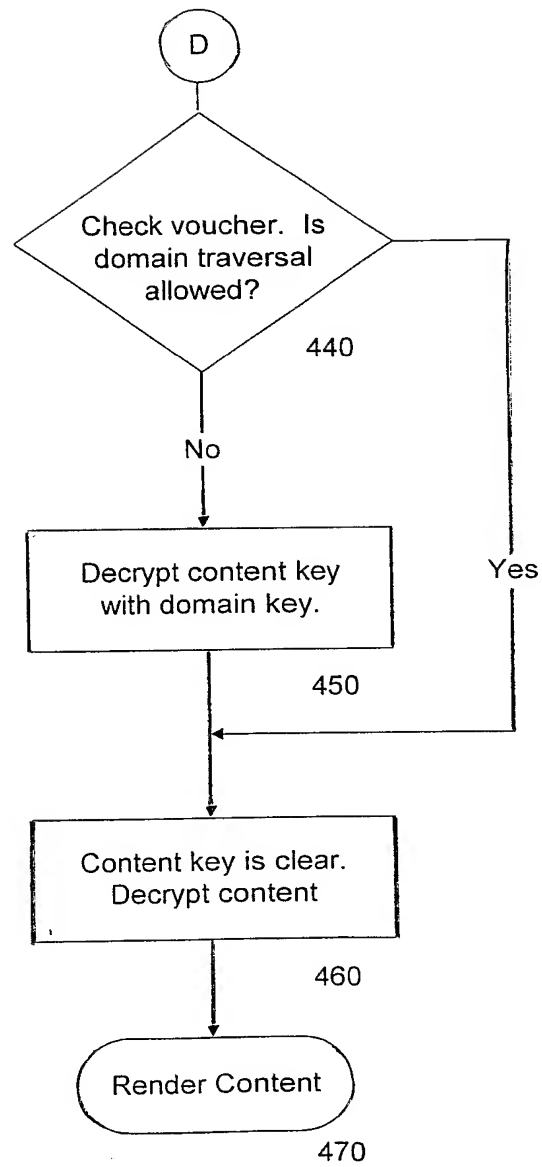 D
Check voucher. Is
domain traversal
allowed?
440
No
Yes
Decrypt content key
with domain key.
450
Content key is clear.
Decrypt content
460
Render Content
470